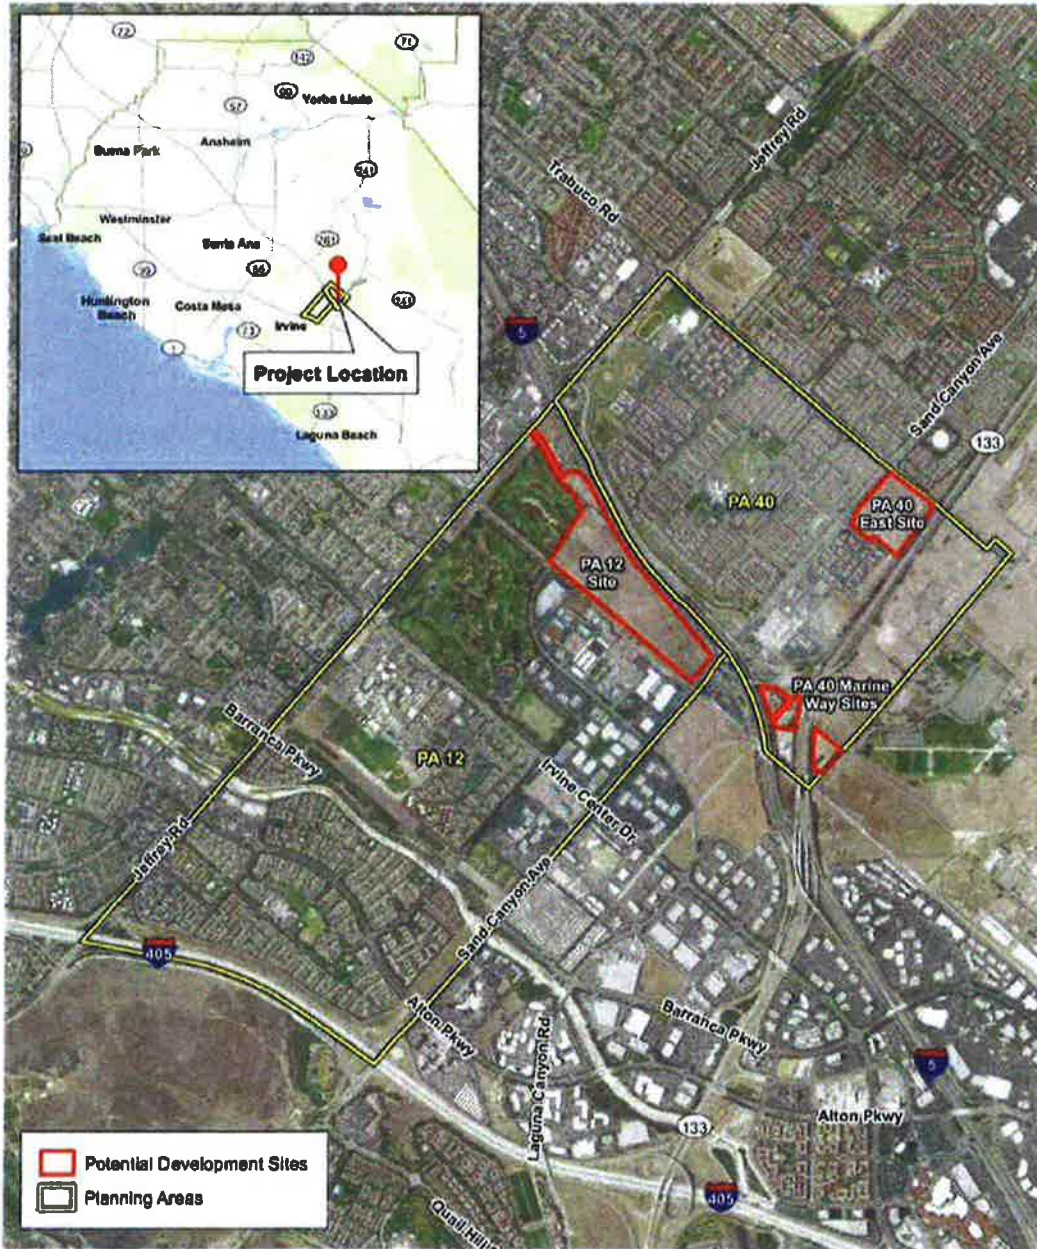 72
71
142
90
Yorba Linda
57
Anaheim
Buena Park
241
Westminster
Seal Beach
Santa Ana
261
55
39
Huntington
Beach
Costa Mesa
241
Irvine
73
1
Project Location
133
Laguna Beach
Jeffrey Rd
Trabuco Rd
5
Sand Canyon Ave
133
PA 40
PA 40
East Site
PA 12
Site
PA 40 Marine
Way Sites
Barranca Pkwy
PA 12
Irvine Center Dr
Jeffrey Rd
Sand Canyon Ave
405
Alton Pkwy
Laguna Canyon Rd
Barranca Pkwy
5
Alton Pkwy
133
405
Potential Development Sites
Planning Areas